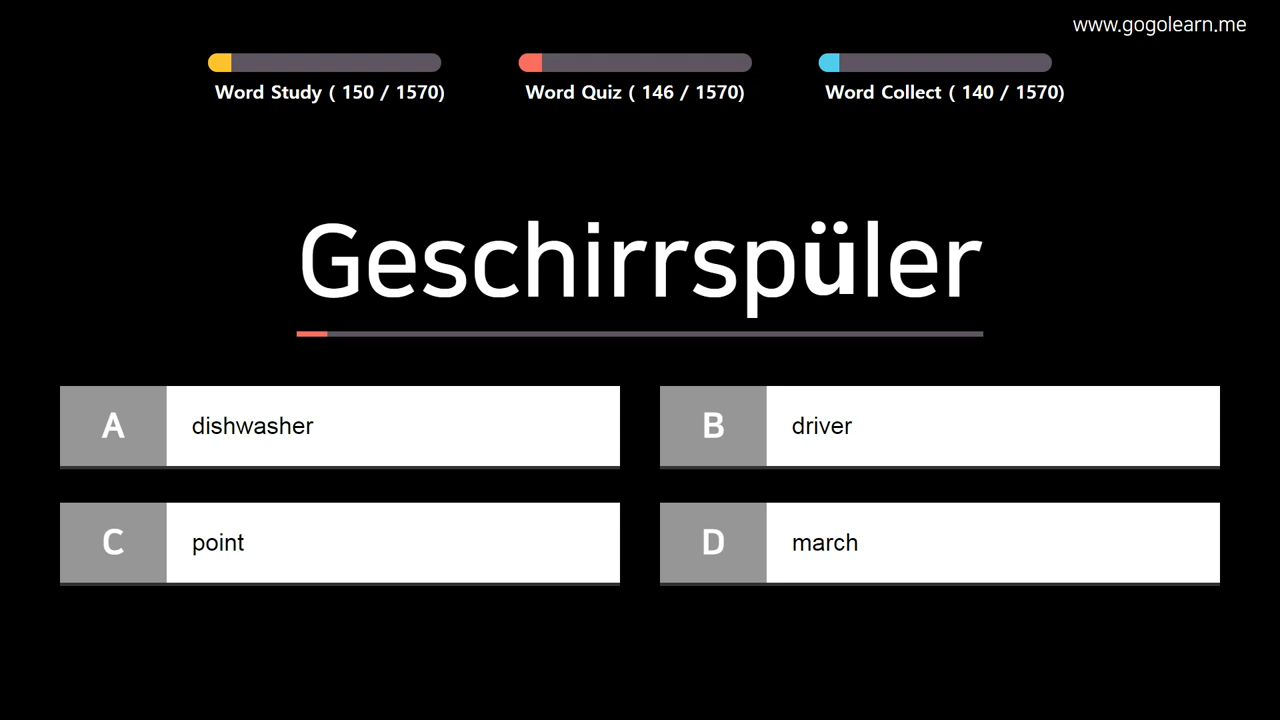 www.gogolearn.me
Word Study ( 150 / 1570)
Word Quiz ( 146 / 1570)
Word Collect ( 140 / 1570)
Geschirrspüler
A dishwasher
B driver
C point
D march